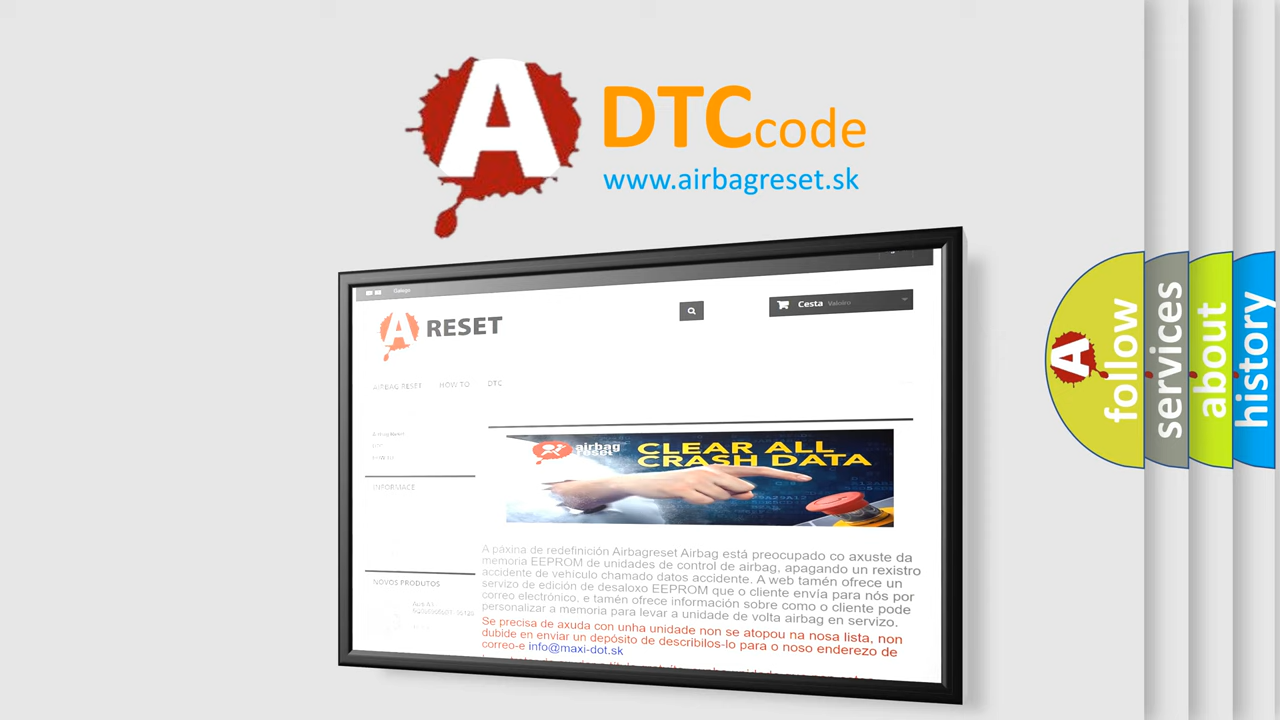 A
DTCcode
www.airbagreset.sk
Galego
A RESET
Cesta Valeiro
AIRBAG RESET HOW TO DTC
INFORMACE
airbag
reset
CLEAR ALL
CRASH DATA
A páxina de redefinición Airbagreset Airbag está preocupado co axuste da
memoria EEPROM de unidades de control de airbag, apagando un rexistro
accidente de vehículo chamado datos accidente. A web tamén ofrece un
servizo de edición de desaloxo EEPROM que o cliente envía para nós por
correo electrónico, e tamén ofrece información sobre como o cliente pode
personalizar a memoria para levar a unidade de volta airbag en servizo.
Se precisa de axuda con unha unidade non se atopou na nosa lista, non
dubide en enviar un depósito de describilos-lo para o noso enderezo de
correo-e info@maxi-dot.sk
NOVOS PRODUTOS
A
follow
services
about
history